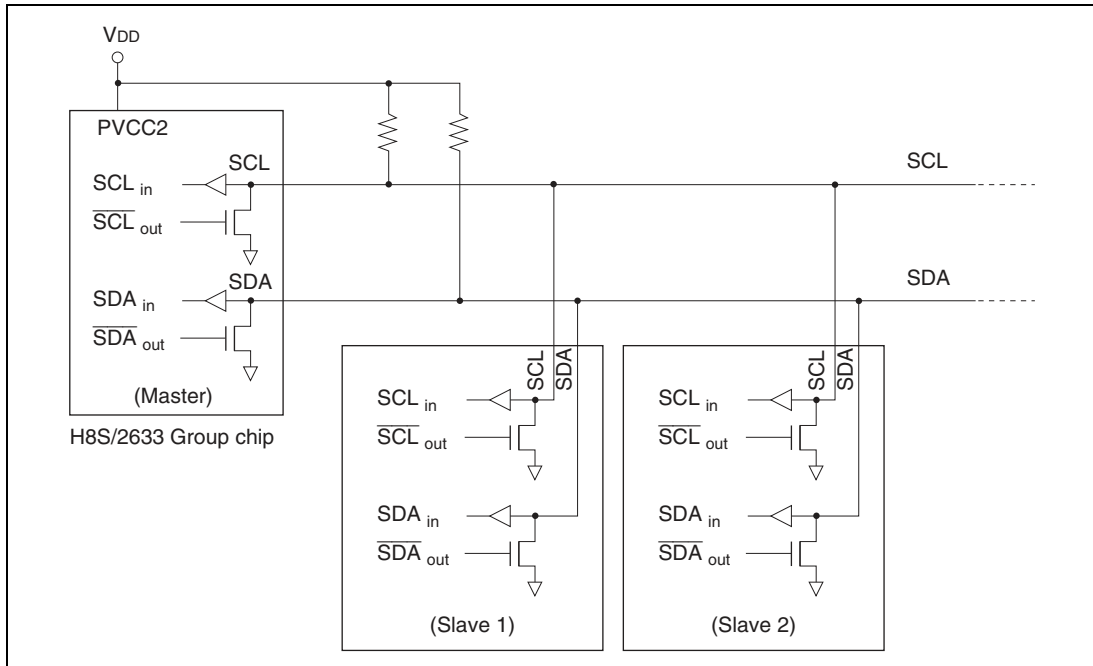 VDD
PVCC2
SCL
SCL in
SCL out
SDA
SDA in
SDA out
(Master)
H8S/2633 Group chip
SCL
SDA
SCL
SDA
SCL in
SCL out
SDA in
SDA out
(Slave 1)
SCL
SDA
SCL in
SCL out
SDA in
SDA out
(Slave 2)